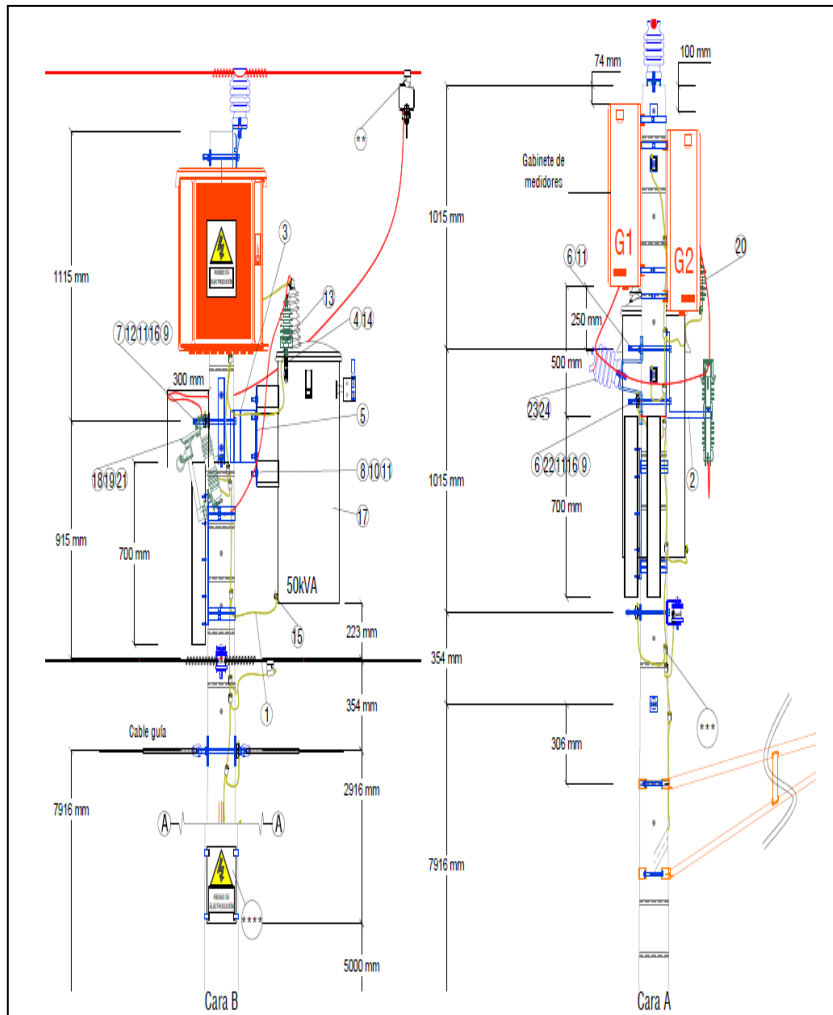 74 mm
100 mm
**
Gabinete de
medidores
3
G1
G2
20
1015 mm
6 11
1115 mm
13
4 14
250 mm
7 12 11 16 9
300 mm
500 mm
5
23 24
18 19 21
8 10 11
6 22 11 16 9
2
17
1015 mm
915 mm
700 mm
700 mm
50kVA
15
223 mm
1
354 mm
354 mm
***
Cable guía
306 mm
7916 mm
2916 mm
A
A
7916 mm
****
5000 mm
Cara B
Cara A